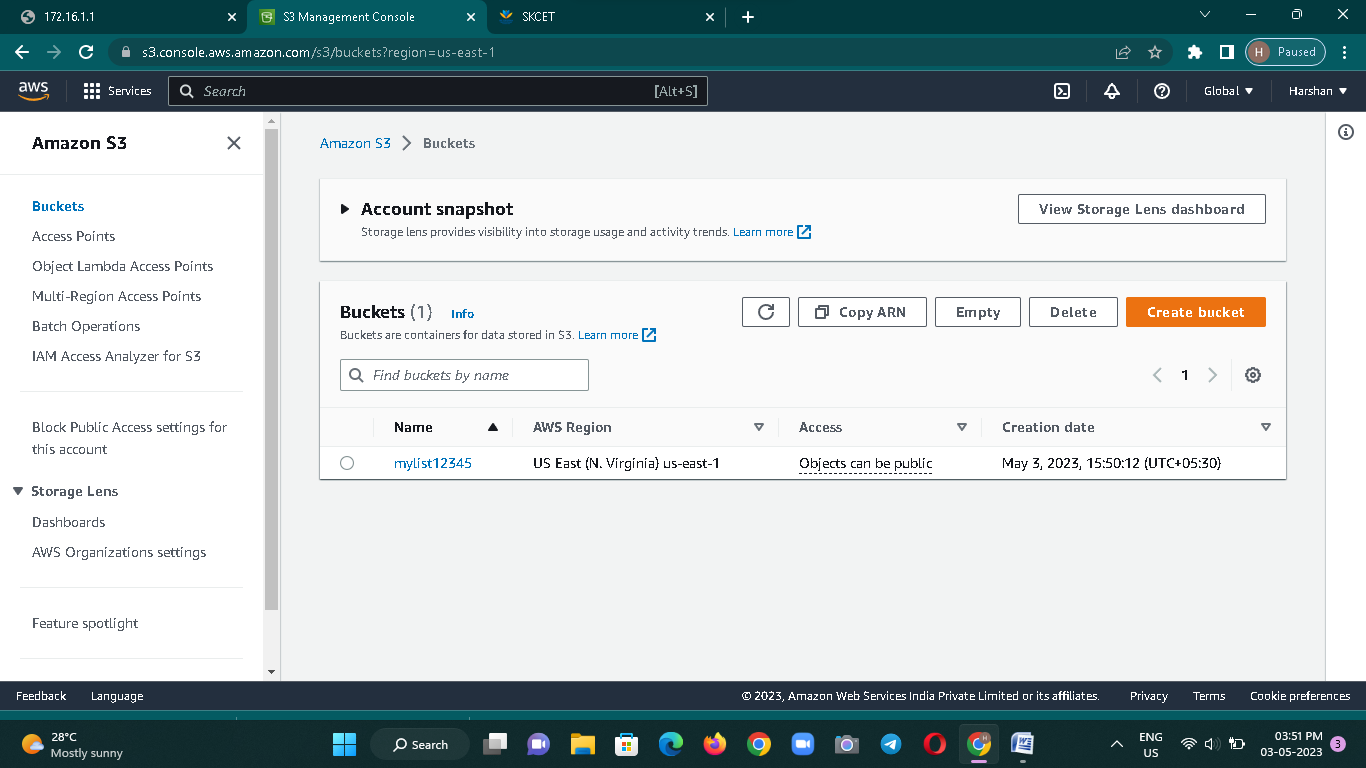 172.16.1.1
S3 Management Console
SKCET
s3.console.aws.amazon.com/s3/buckets?region=us-east-1
H Paused
aws
Services
Search [Alt+S]
Global
Harshan
Amazon S3
Buckets
Access Points
Object Lambda Access Points
Multi-Region Access Points
Batch Operations
IAM Access Analyzer for S3
Block Public Access settings for
this account
Storage Lens
Dashboards
AWS Organizations settings
Feature spotlight
Amazon S3 > Buckets
Account snapshot
Storage lens provides visibility into storage usage and activity trends. Learn more
View Storage Lens dashboard
Buckets (1) Info
Buckets are containers for data stored in S3. Learn more
Copy ARN
Empty
Delete
Create bucket
Find buckets by name
1
Name AWS Region Access Creation date
mylist12345 US East (N. Virginia) us-east-1 Objects can be public May 3, 2023, 15:50:12 (UTC+05:30)
Feedback Language © 2023, Amazon Web Services India Private Limited or its affiliates. Privacy Terms Cookie preferences
28°C
Mostly sunny
Search
ENG
US
03:51 PM
03-05-2023
3